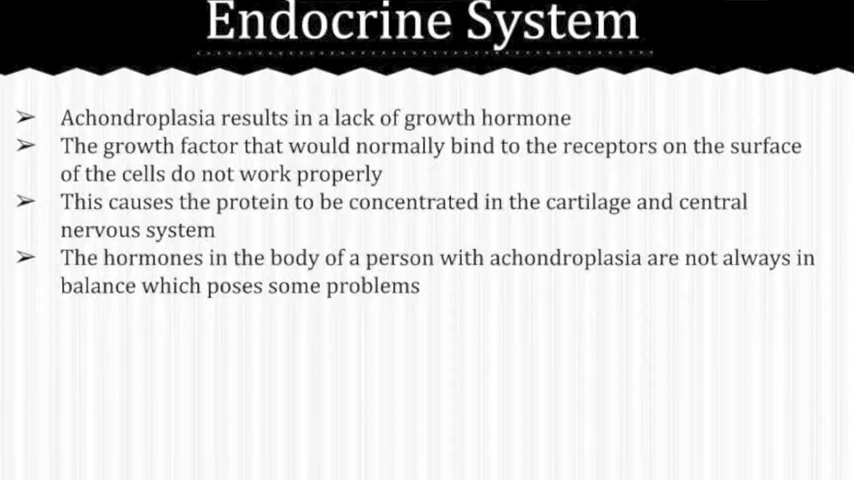 Endocrine System
➢ Achondroplasia results in a lack of growth hormone
➢ The growth factor that would normally bind to the receptors on the surface
of the cells do not work properly
➢ This causes the protein to be concentrated in the cartilage and central
nervous system
➢ The hormones in the body of a person with achondroplasia are not always in
balance which poses some problems